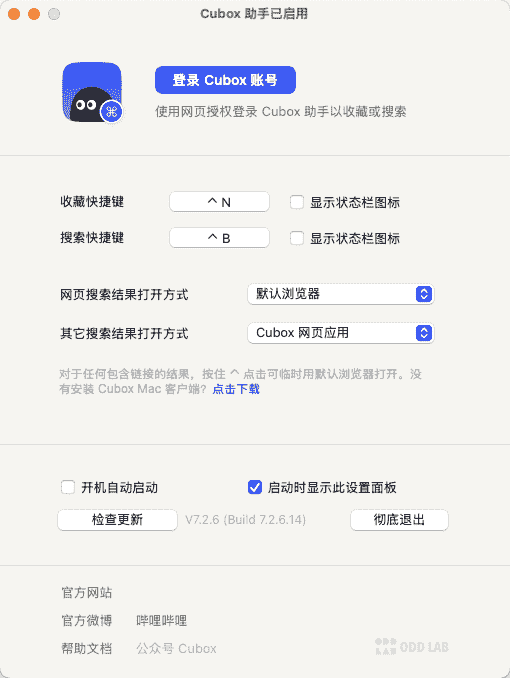 Cubox 助手已启用
登录 Cubox 账号
使用网页授权登录 Cubox 助手以收藏或搜索
收藏快捷键 ^ N 显示状态栏图标
搜索快捷键 ^ B 显示状态栏图标
网页搜索结果打开方式 默认浏览器
其它搜索结果打开方式 Cubox 网页应用
对于任何包含链接的结果，按住 ^ 点击可临时用默认浏览器打开。没
有安装 Cubox Mac 客户端？点击下载
开机自动启动 启动时显示此设置面板
检查更新 V7.2.6 (Build 7.2.6.14) 彻底退出
官方网站
官方微博 哔哩哔哩
帮助文档 公众号 Cubox
ODD LAB ODD LAB